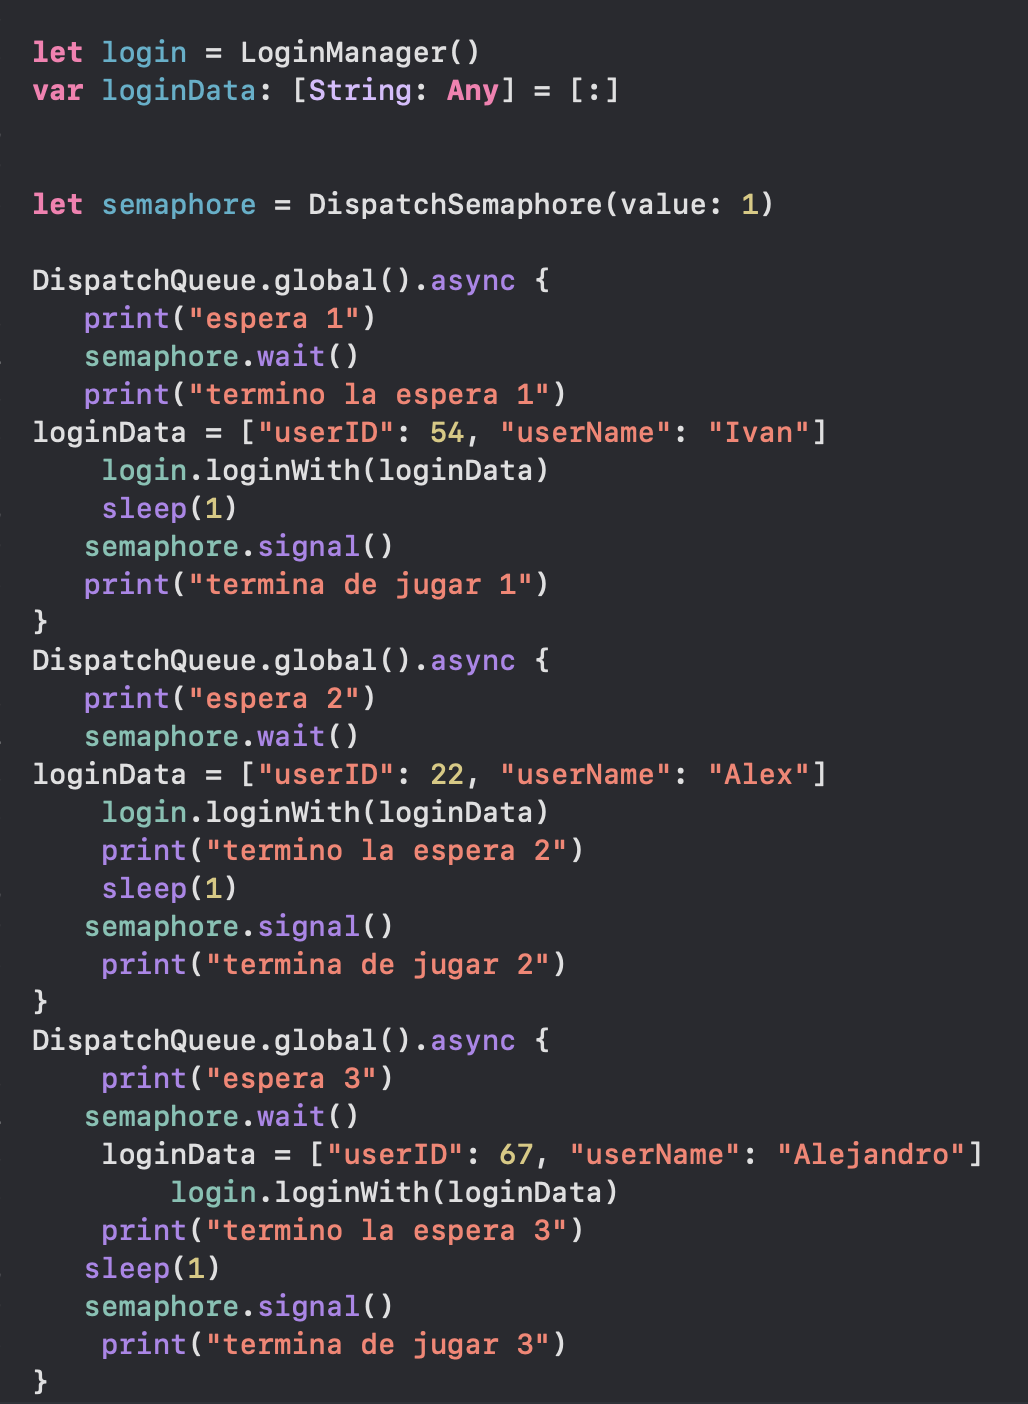 let login = LoginManager()
var loginData: [String: Any] = [:]
let semaphore = DispatchSemaphore(value: 1)
DispatchQueue.global().async {
print("espera 1")
semaphore.wait()
print("termino la espera 1")
loginData = ["userID": 54, "userName": "Ivan"]
login.loginWith(loginData)
sleep(1)
semaphore.signal()
print("termina de jugar 1")
}
DispatchQueue.global().async {
print("espera 2")
semaphore.wait()
loginData = ["userID": 22, "userName": "Alex"]
login.loginWith(loginData)
print("termino la espera 2")
sleep(1)
semaphore.signal()
print("termina de jugar 2")
}
DispatchQueue.global().async {
print("espera 3")
semaphore.wait()
loginData = ["userID": 67, "userName": "Alejandro"]
login.loginWith(loginData)
print("termino la espera 3")
sleep(1)
semaphore.signal()
print("termina de jugar 3")
}